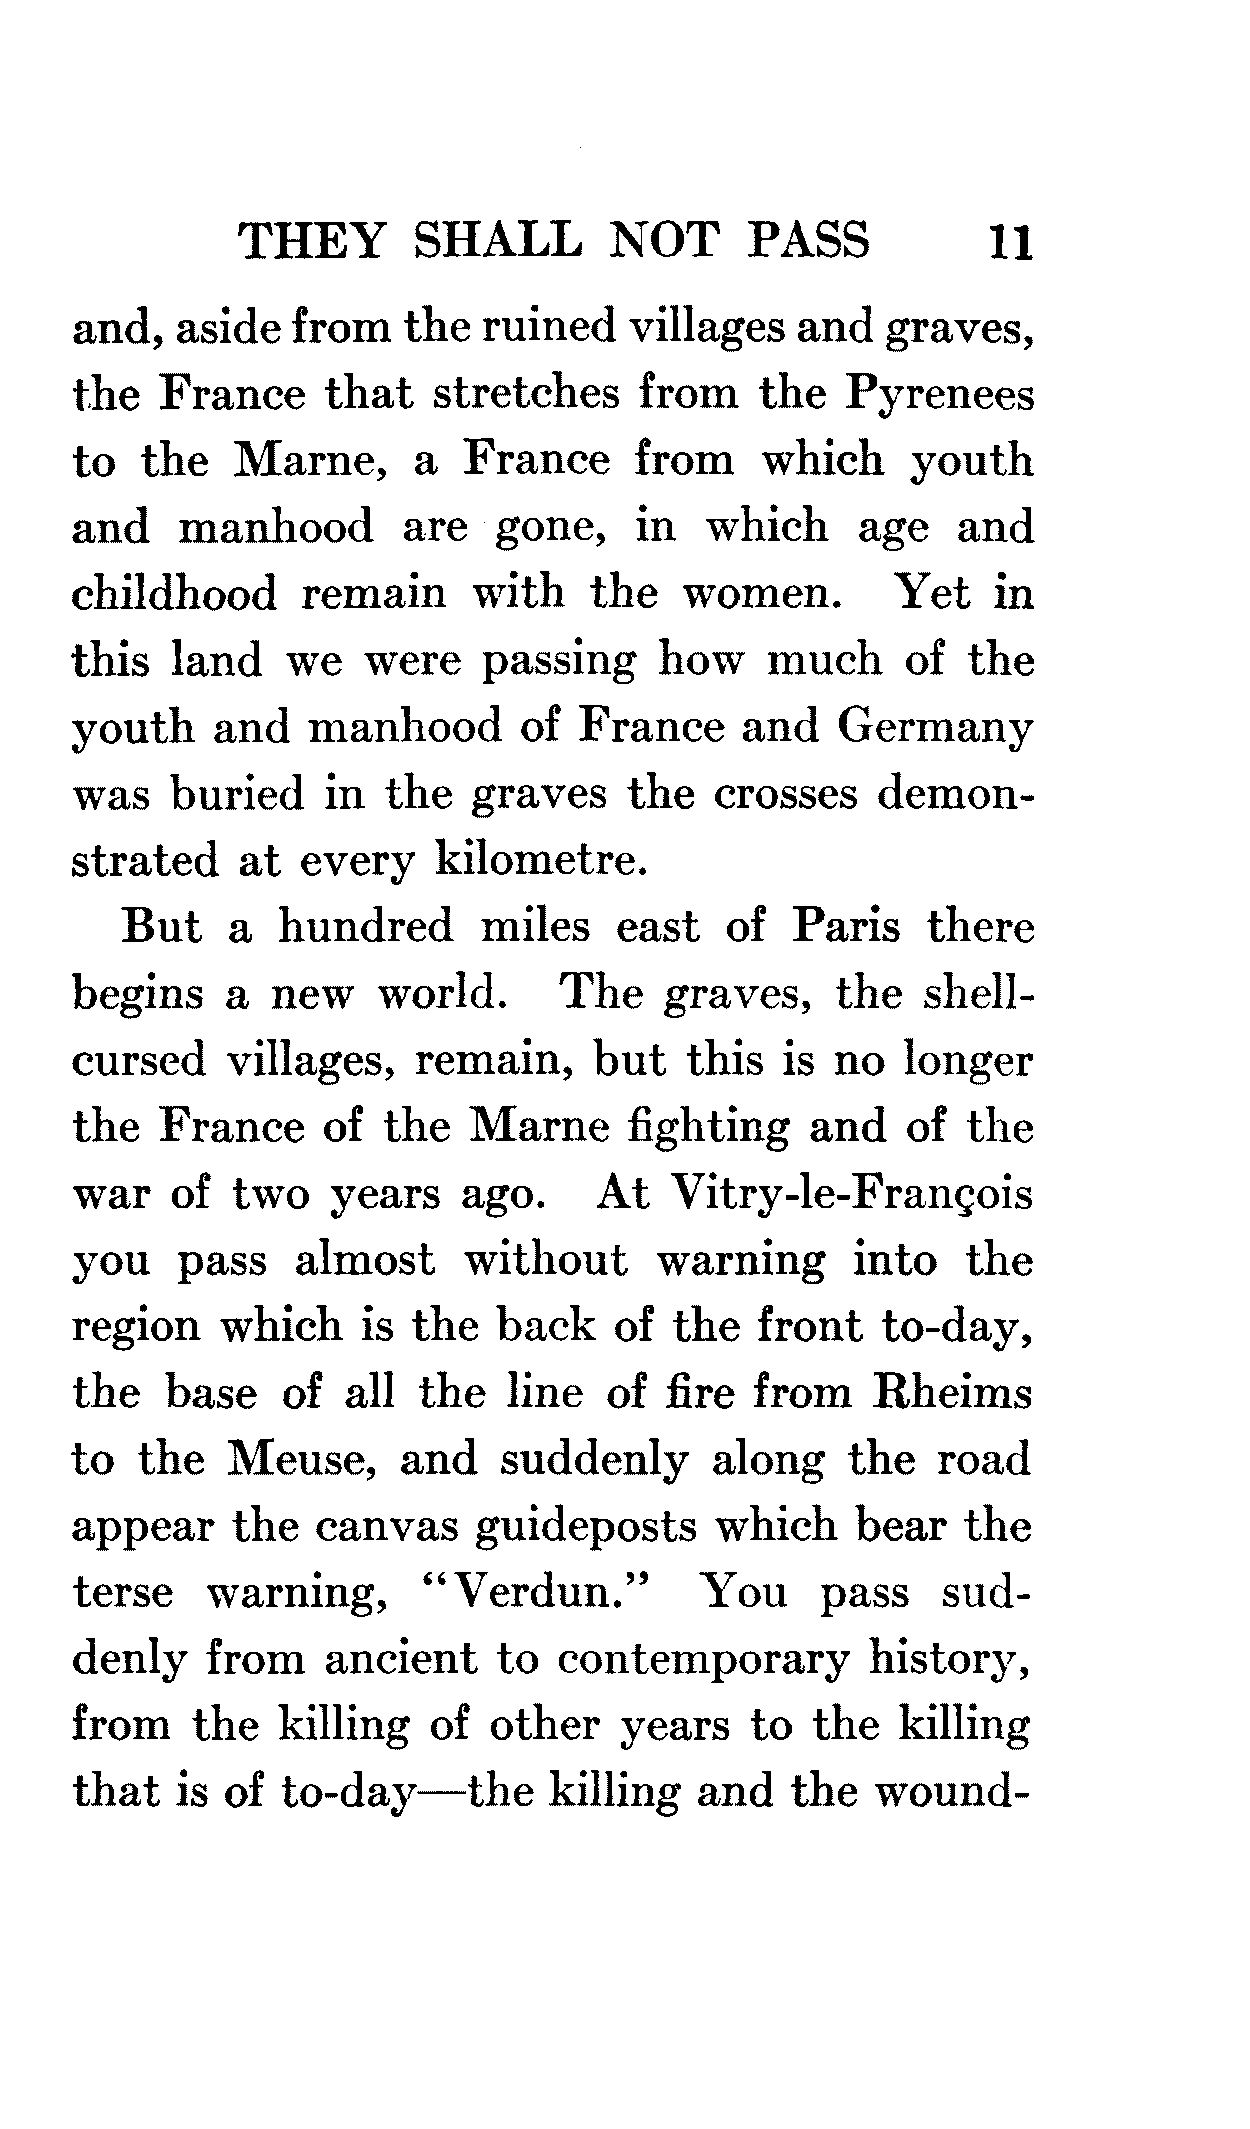 THEY SHALL NOT PASS 11
and, aside from the ruined villages and graves,
the France that stretches from the Pyrenees
to the Marne, a France from which youth
and manhood are gone, in which age and
childhood remain with the women. Yet in
this land we were passing how much of the
youth and manhood of France and Germany
was buried in the graves the crosses demon-
strated at every kilometre.
But a hundred miles east of Paris there
begins a new world. The graves, the shell-
cursed villages, remain, but this is no longer
the France of the Marne fighting and of the
war of two years ago. At Vitry-le-François
you pass almost without warning into the
region which is the back of the front to-day,
the base of all the line of fire from Rheims
to the Meuse, and suddenly along the road
appear the canvas guideposts which bear the
terse warning, “Verdun.” You pass sud-
denly from ancient to contemporary history,
from the killing of other years to the killing
that is of to-day—the killing and the wound-